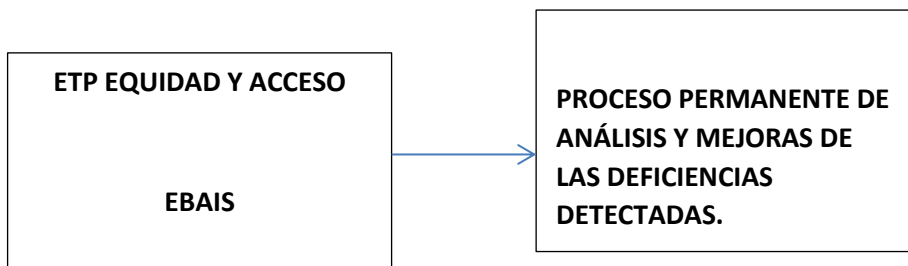 ETP EQUIDAD Y ACCESO
EBAIS
PROCESO PERMANENTE DE
ANÁLISIS Y MEJORAS DE
LAS DEFICIENCIAS
DETECTADAS.